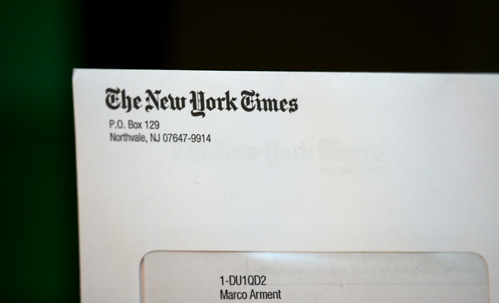 The New York Times
P.O. Box 129
Northvale, NJ 07647-9914
1-DU1QD2
Marco Arment